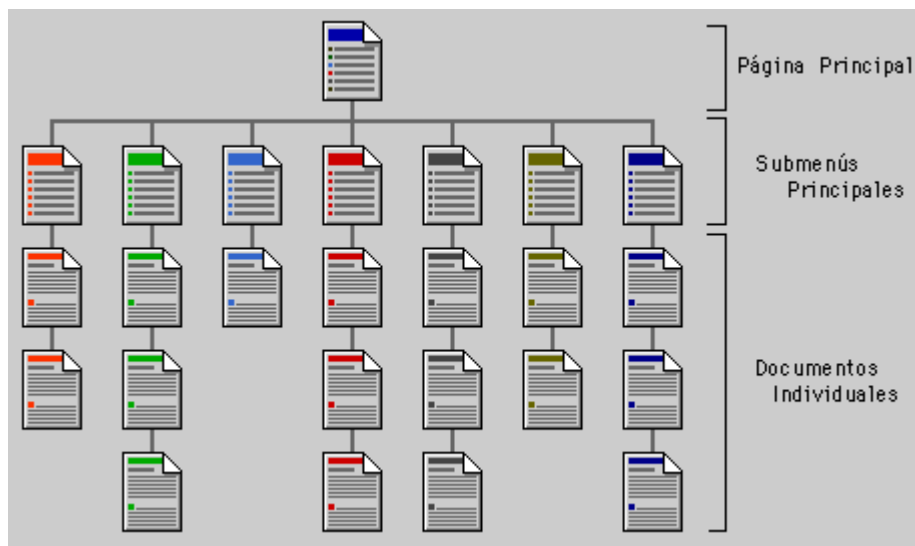 Página Principal
Submenús
Principales
Documentos
Individuales